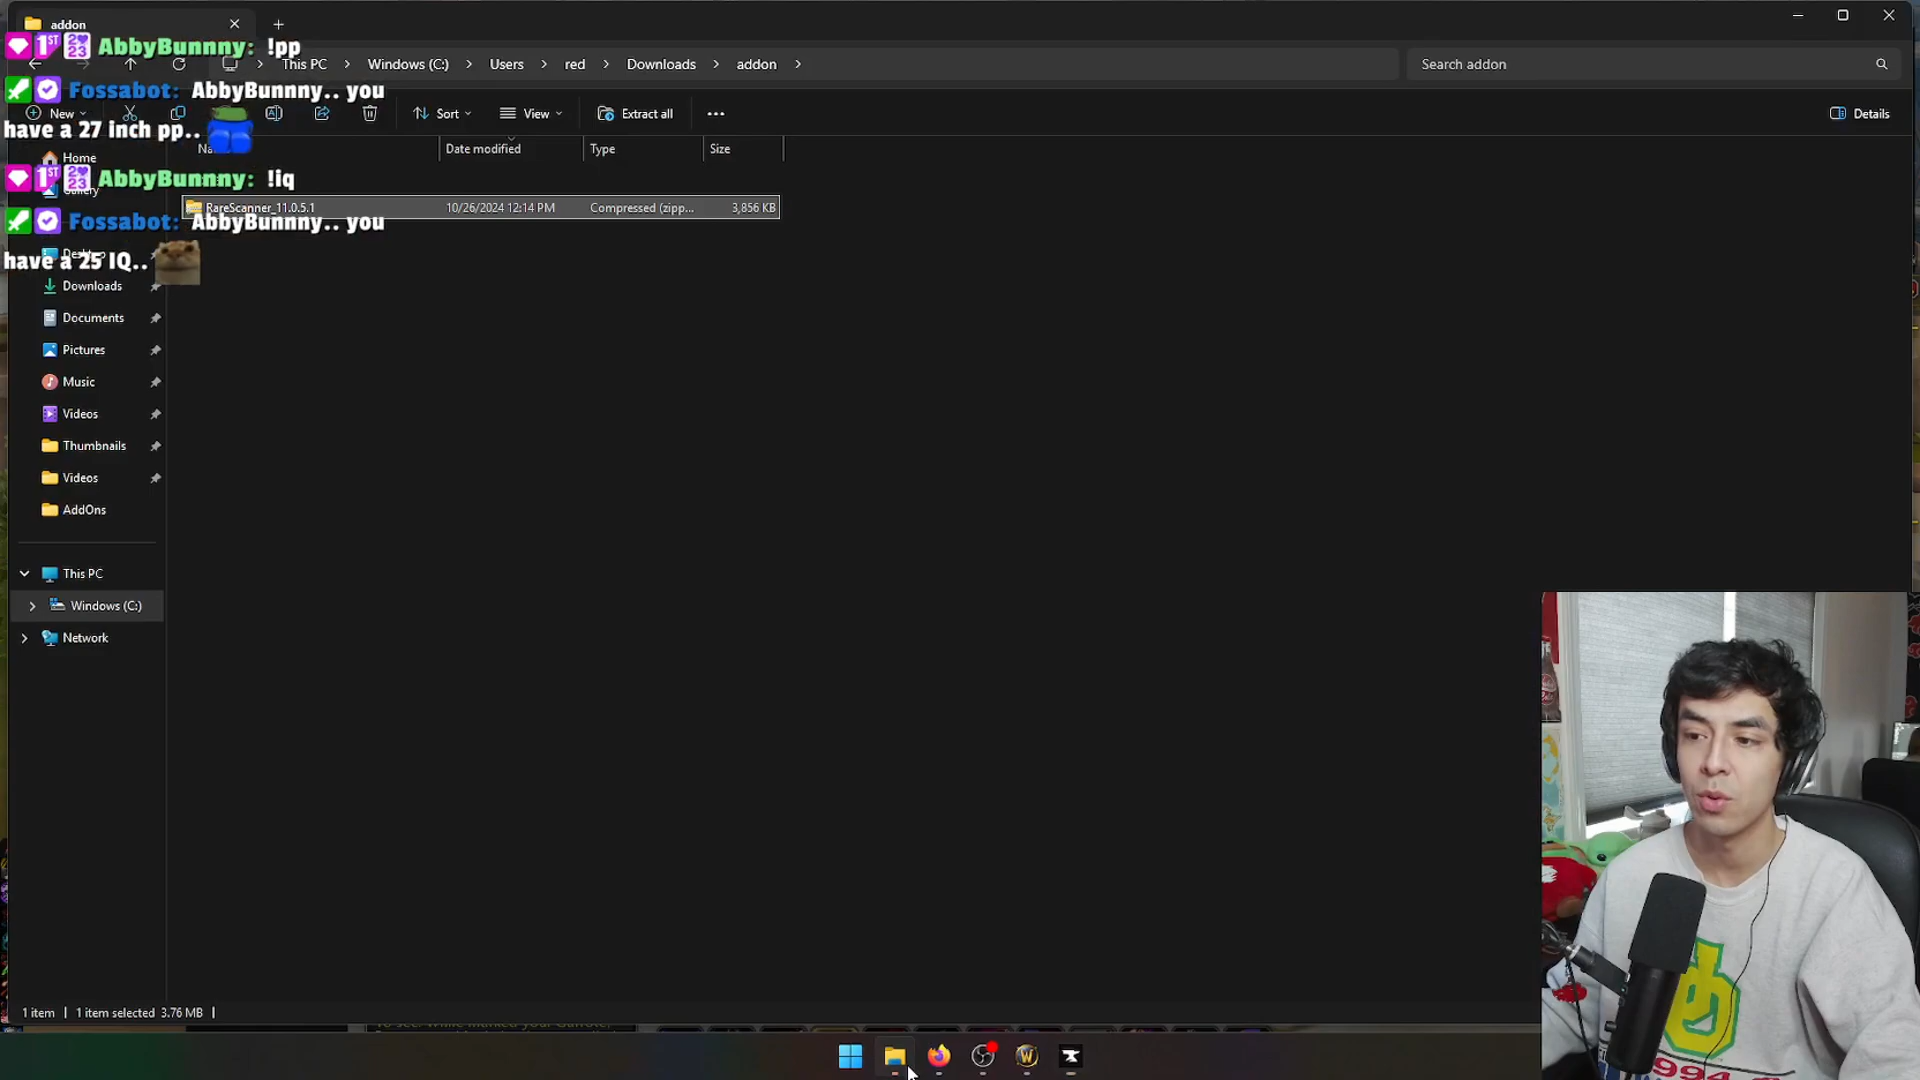 addon
AbbyBunnny: !pp
This PC > Windows (C:) > Users > red > Downloads > addon >
Search addon
Fossabot: AbbyBunnny.. you
have a 27 inch pp..
New
Sort
View
Extract all
Details
Date modified
Type
Size
Home
AbbyBunnny: !iq
Gallery
RareScanner_11.0.5.1
10/26/2024 12:14 PM
Compressed (zipp...
3,856 KB
Fossabot: AbbyBunnny.. you
have a 25 IQ..
Downloads
Documents
Pictures
Music
Videos
Thumbnails
Videos
AddOns
This PC
Windows (C:)
Network
1 item
1 item selected 3.76 MB
1994